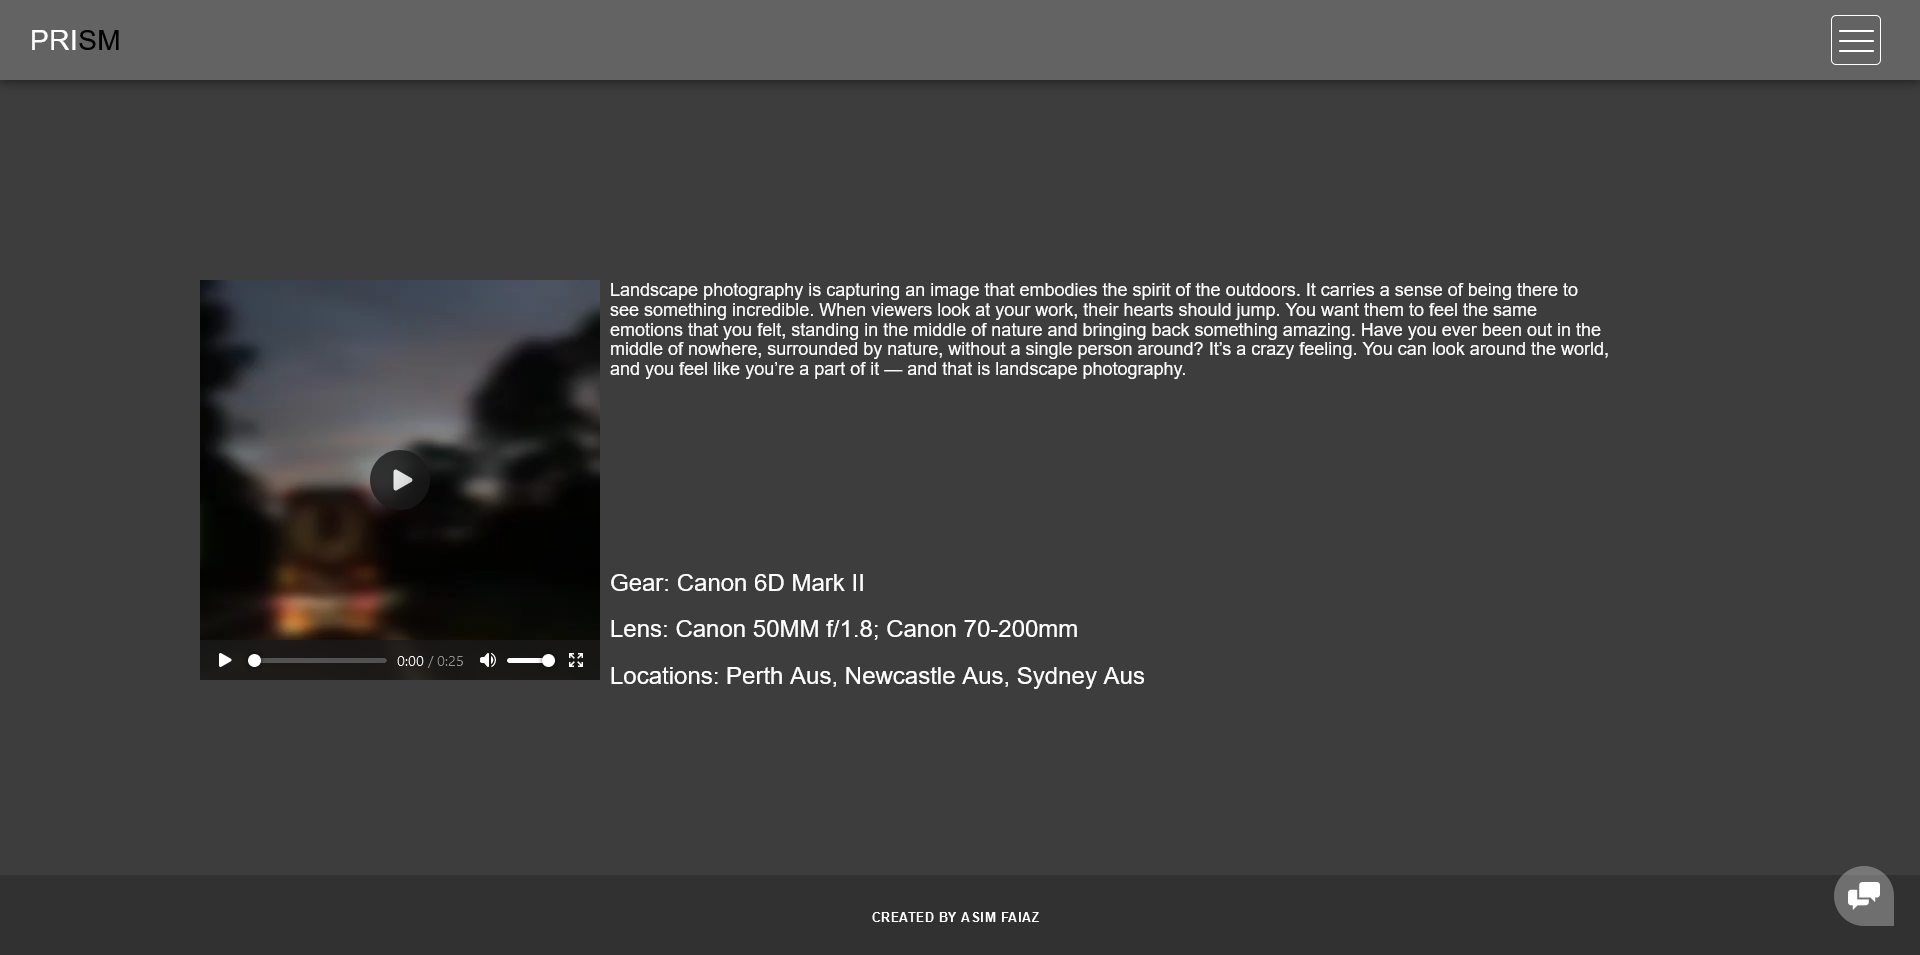 PRISM
Landscape photography is capturing an image that embodies the spirit of the outdoors. It carries a sense of being there to
see something incredible. When viewers look at your work, their hearts should jump. You want them to feel the same
emotions that you felt, standing in the middle of nature and bringing back something amazing. Have you ever been out in the
middle of nowhere, surrounded by nature, without a single person around? It’s a crazy feeling. You can look around the world,
and you feel like you’re a part of it — and that is landscape photography.
Gear: Canon 6D Mark II
Lens: Canon 50MM f/1.8; Canon 70-200mm
0:00 / 0:25
Locations: Perth Aus, Newcastle Aus, Sydney Aus
CREATED BY ASIM FAIAZ